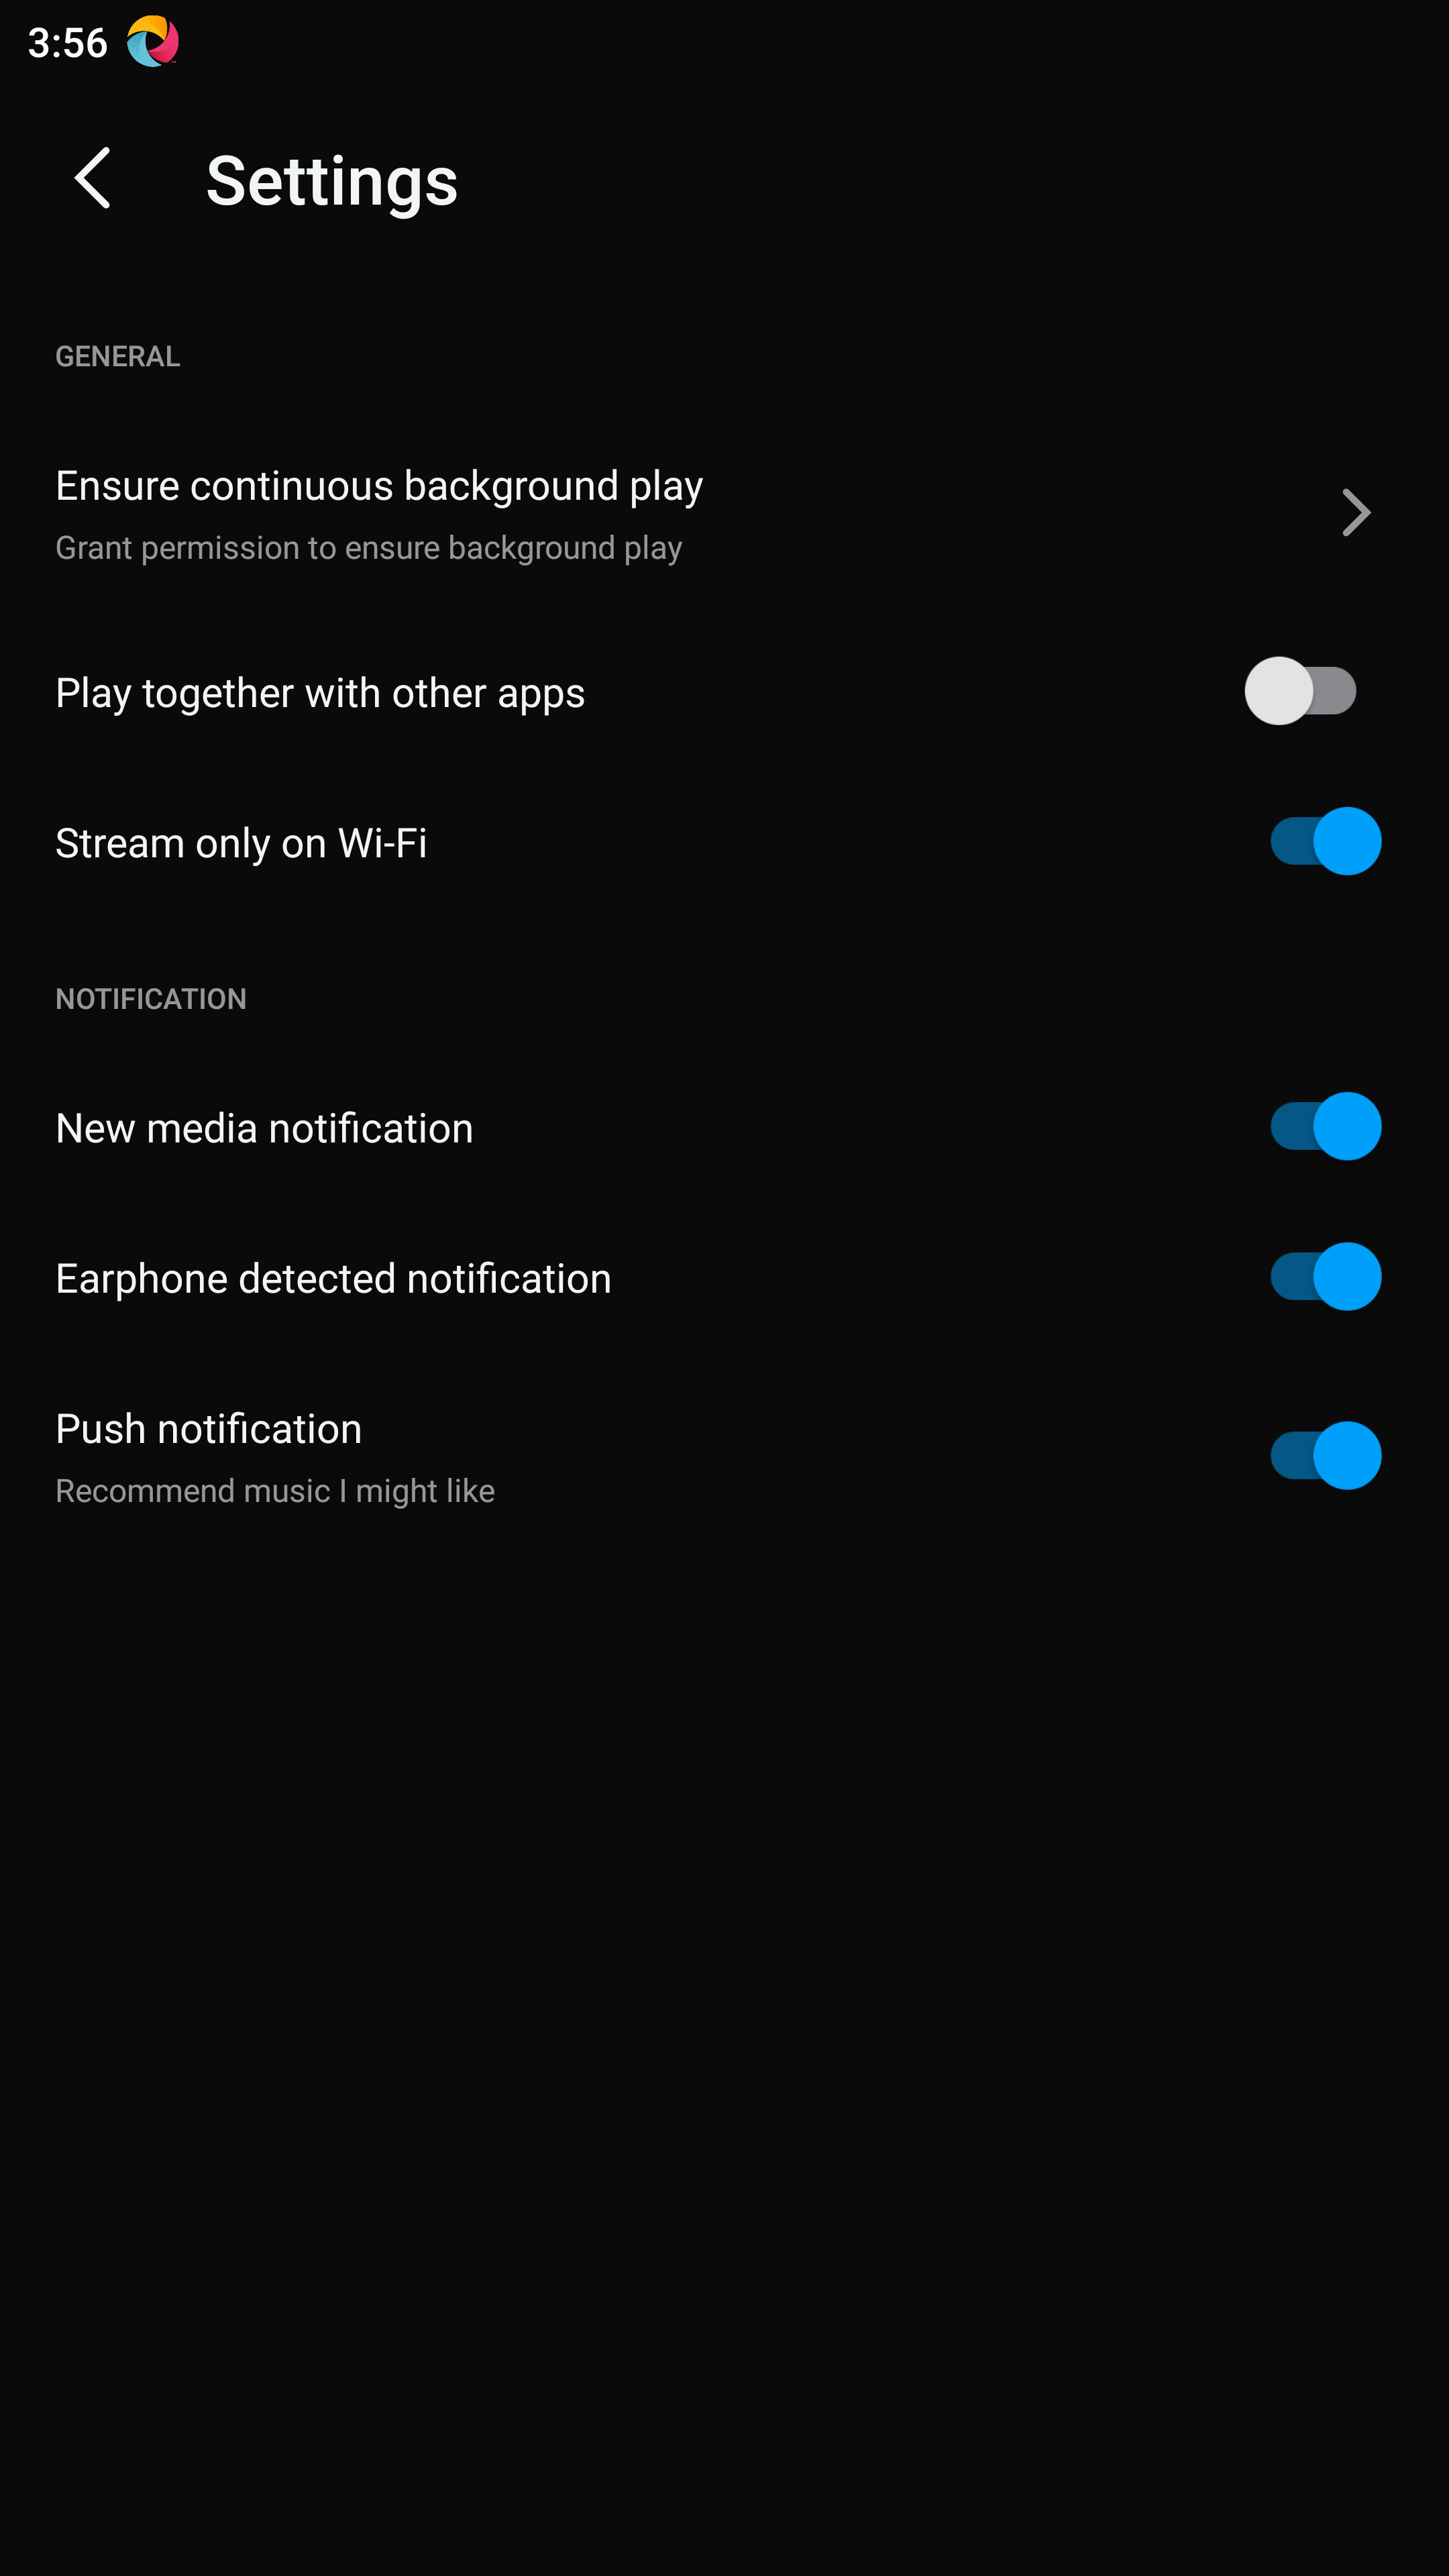 3:56
Settings
GENERAL
Ensure continuous background play
Grant permission to ensure background play
Play together with other apps
Stream only on Wi-Fi
NOTIFICATION
New media notification
Earphone detected notification
Push notification
Recommend music I might like